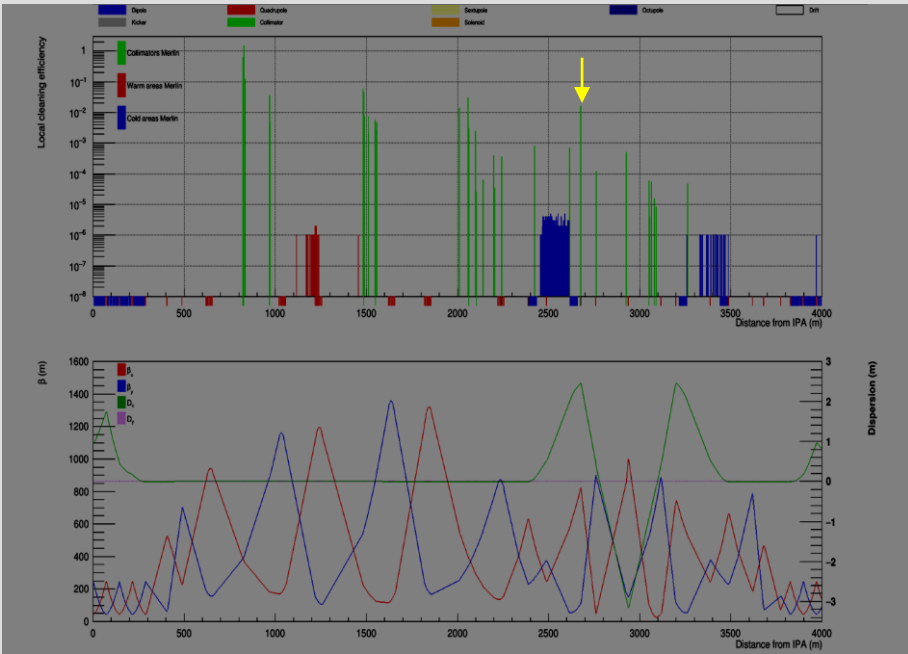 Dipole Quadrupole Sextupole Octupole Drift
Kicker Collimator Solenoid
Local cleaning efficiency
Collimators Merlin
Warm areas Merlin
Cold areas Merlin
1
10⁻¹
10⁻²
10⁻³
10⁻⁴
10⁻⁵
10⁻⁶
10⁻⁷
10⁻⁸
0 500 1000 1500 2000 2500 3000 3500 4000
Distance from IPA (m)
β (m)
βₓ
βᵧ
Dₓ
Dᵧ
1600
1400
1200
1000
800
600
400
200
0
3
2
1
0
−1
−2
−3
Dispersion (m)
0 500 1000 1500 2000 2500 3000 3500 4000
Distance from IPA (m)